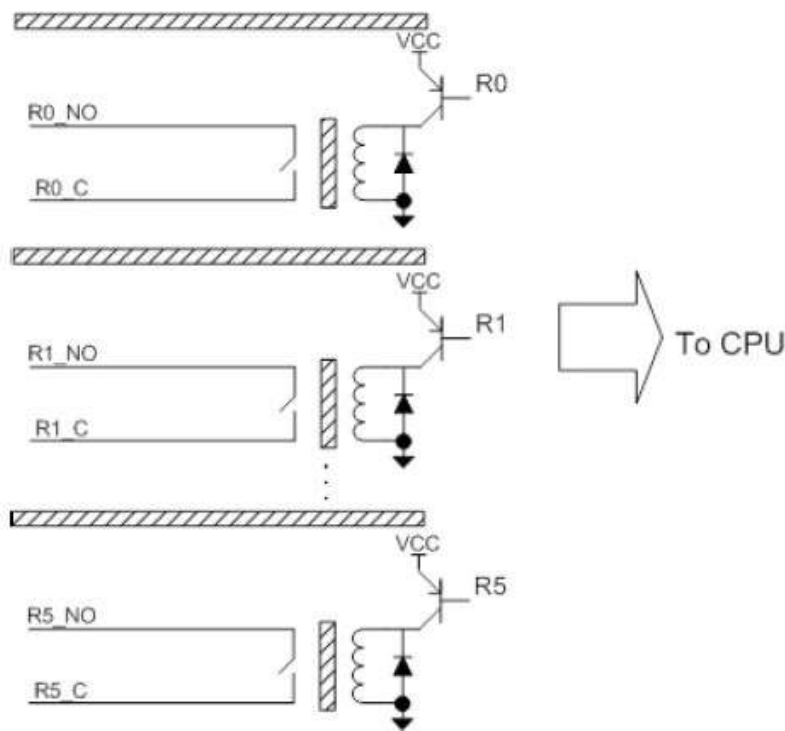 VCC
R0
R0_NO
R0_C
VCC
R1
R1_NO
To CPU
R1_C
VCC
R5
R5_NO
R5_C